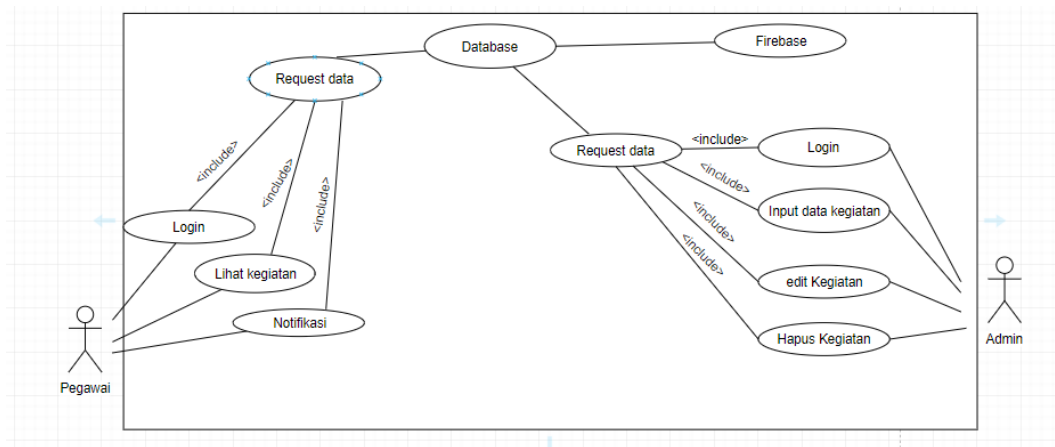 Database
Firebase
Request data
Request data
<include>
Login
<include>
<include>
<include>
<include>
Input data kegiatan
<include>
Login
<include>
Lihat kegiatan
edit Kegiatan
Notifikasi
Hapus Kegiatan
Pegawai
Admin